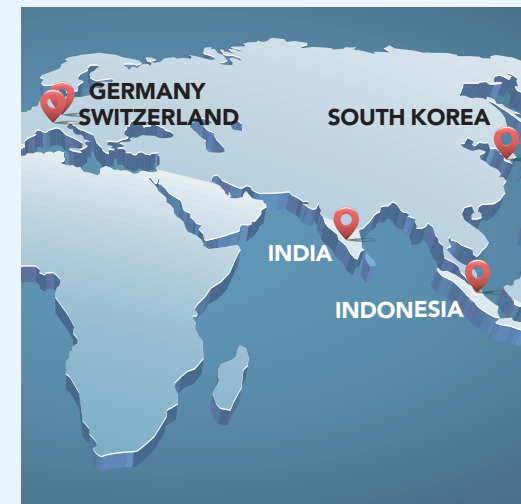 GERMANY
SWITZERLAND
SOUTH KOREA
INDIA
INDONESIA